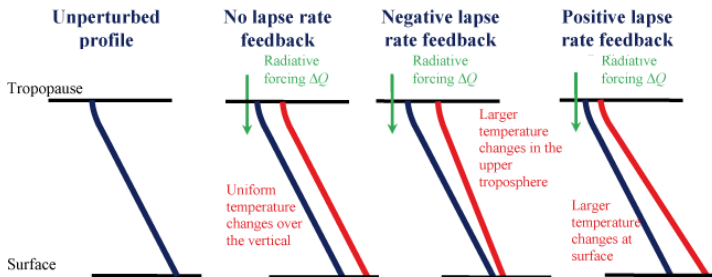 Unperturbed
profile
No lapse rate
feedback
Negative lapse
rate feedback
Positive lapse
rate feedback
Radiative
forcing ΔQ
Radiative
forcing ΔQ
Radiative
forcing ΔQ
Tropopause
Larger
temperature
changes in the
upper
troposphere
Uniform
temperature
changes over
the vertical
Larger
temperature
changes at
surface
Surface